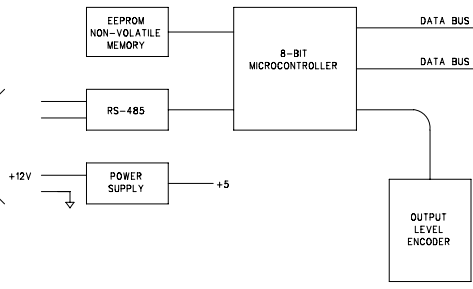 EEPROM
NON-VOLATILE
MEMORY
8-BIT
MICROCONTROLLER
DATA BUS
DATA BUS
RS-485
+12V
POWER
SUPPLY
+5
OUTPUT
LEVEL
ENCODER